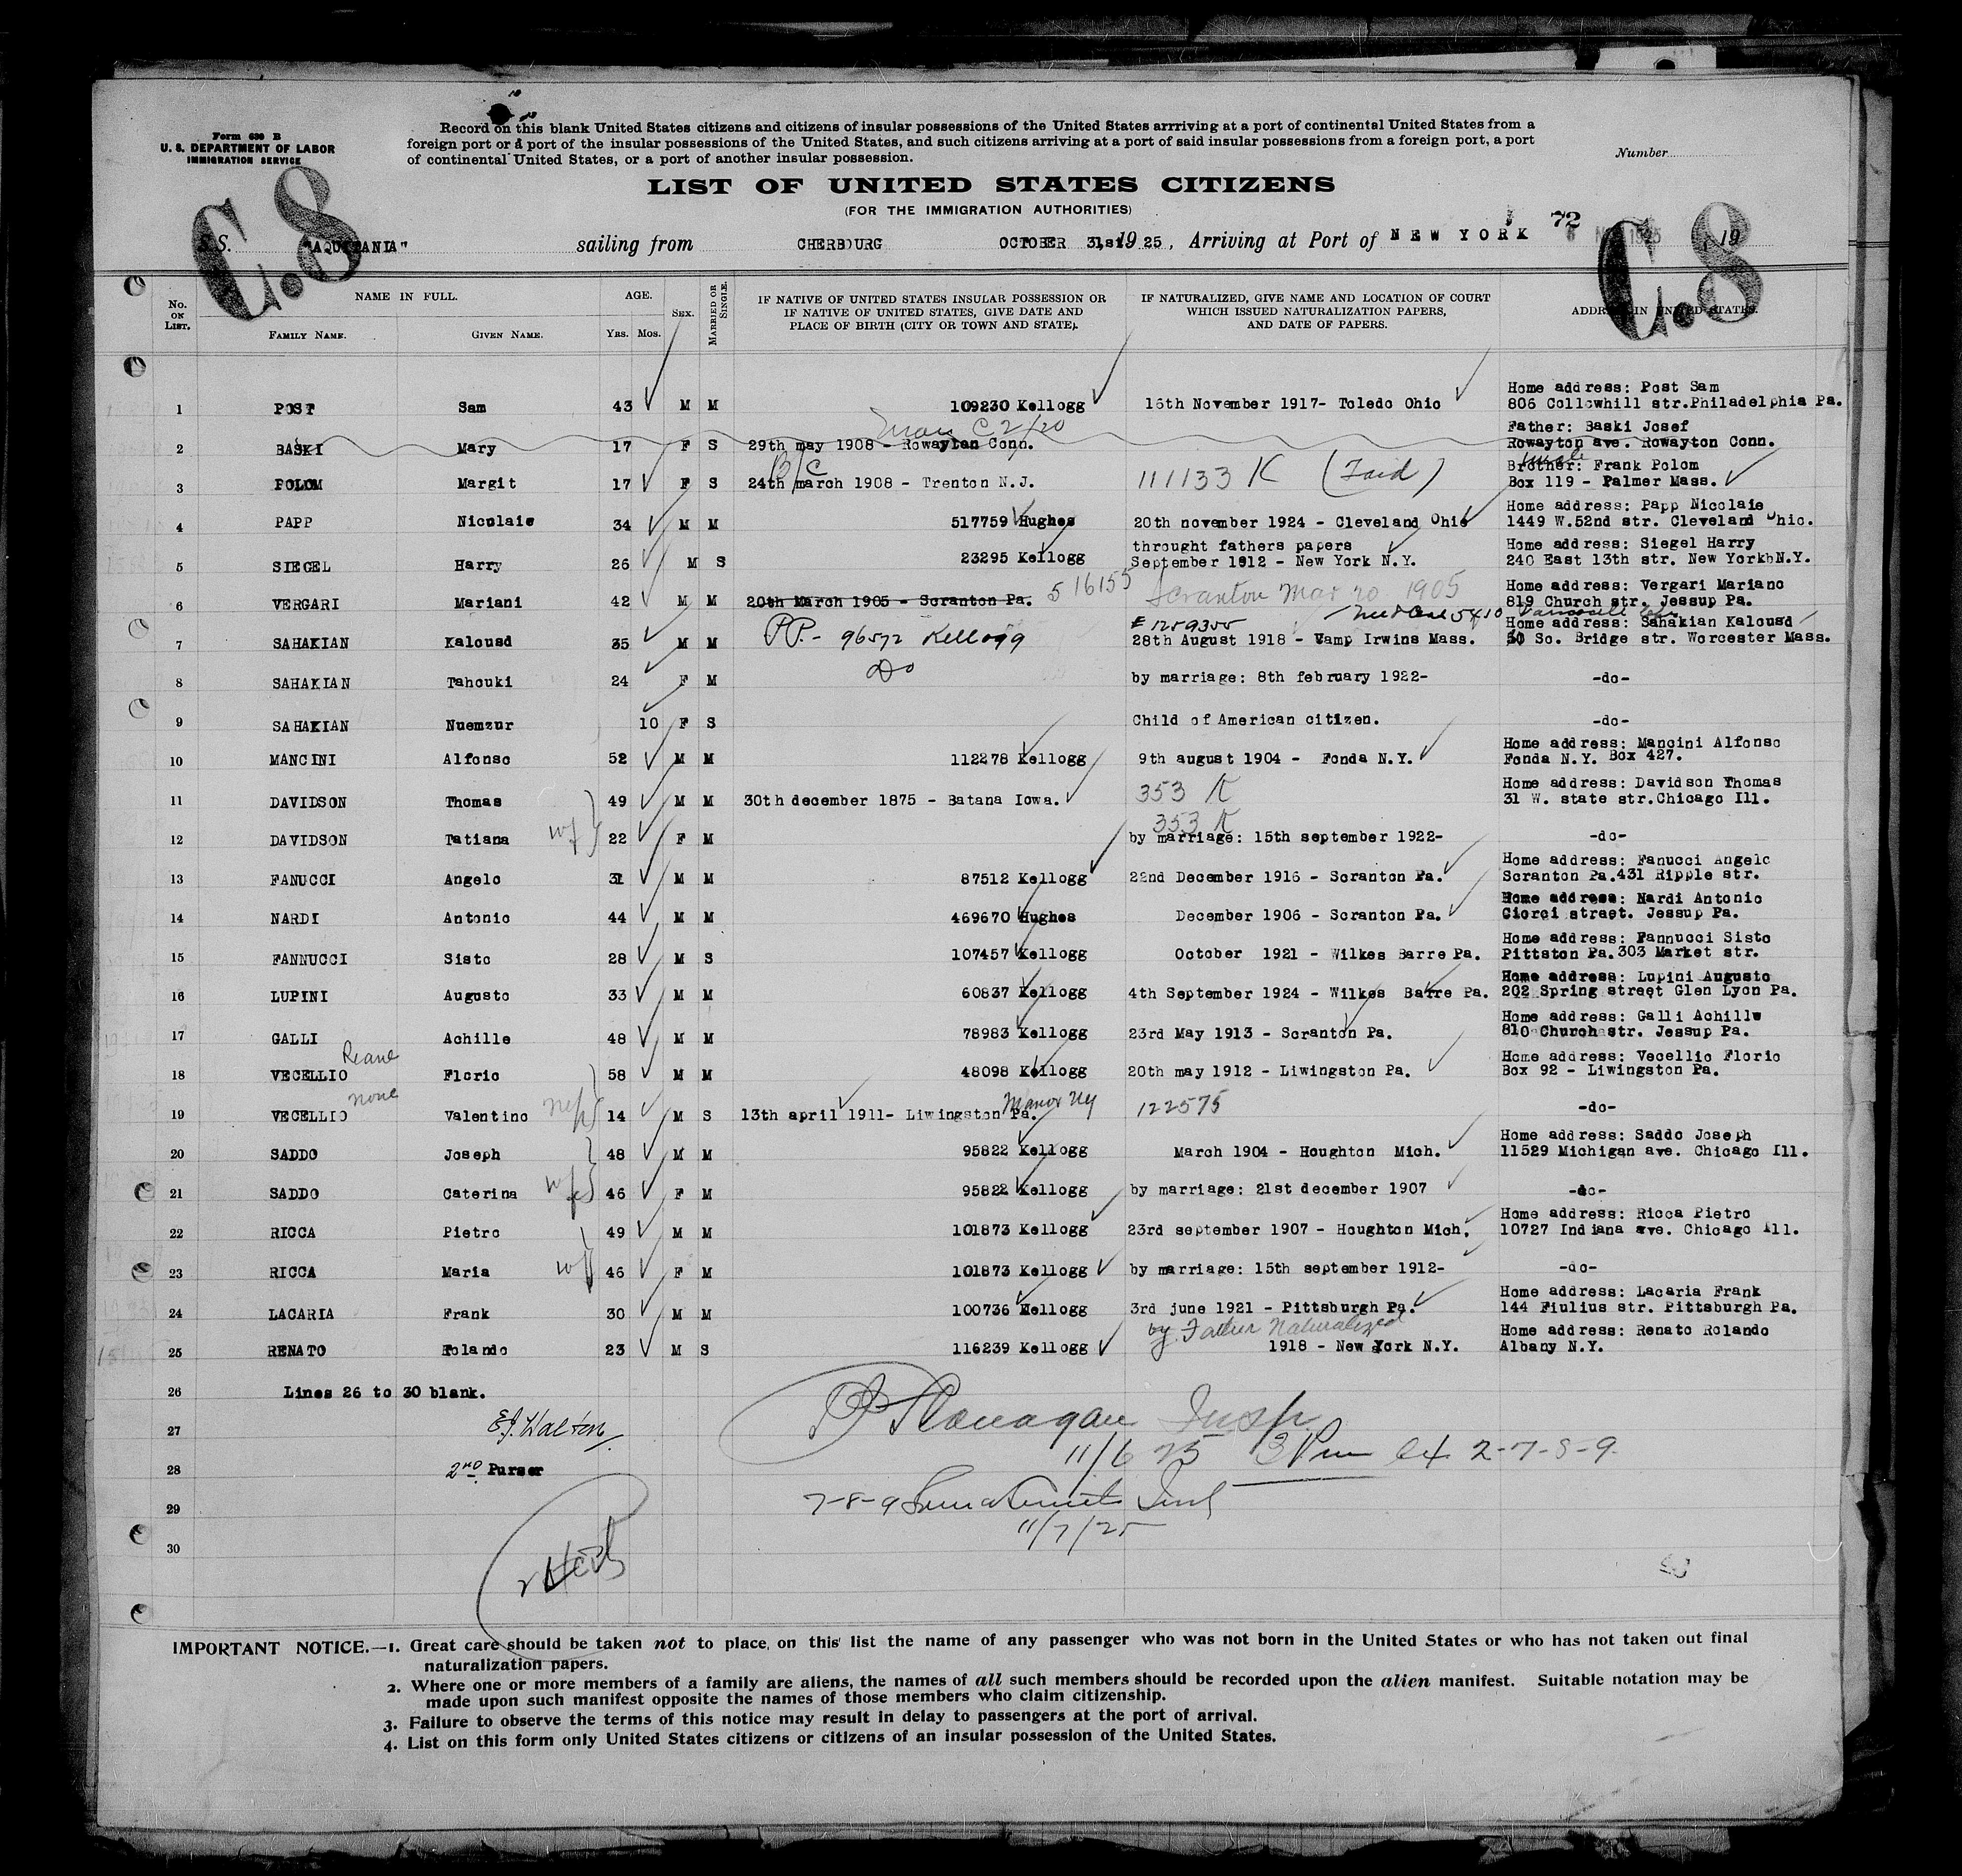 Form 630 B
U. S. DEPARTMENT OF LABOR
IMMIGRATION SERVICE
Record on this blank United States citizens and citizens of insular possessions of the United States arrriving at a port of continental United States from a
foreign port or a port of the insular possessions of the United States, and such citizens arriving at a port of said insular possessions from a foreign port, a port
of continental United States, or a port of another insular possession.
Number
LIST OF UNITED STATES CITIZENS
(FOR THE IMMIGRATION AUTHORITIES)
C.8
C.8
72
S.S. "AQUITANIA" sailing from CHERBOURG OCTOBER 31st 1925, Arriving at Port of NEW YORK 19
No. ON LIST.
NAME IN FULL.
FAMILY NAME. GIVEN NAME.
AGE.
YRS. MOS.
SEX.
MARRIED OR SINGLE.
IF NATIVE OF UNITED STATES INSULAR POSSESSION OR
IF NATIVE OF UNITED STATES, GIVE DATE AND
PLACE OF BIRTH (CITY OR TOWN AND STATE).
IF NATURALIZED, GIVE NAME AND LOCATION OF COURT
WHICH ISSUED NATURALIZATION PAPERS,
AND DATE OF PAPERS.
ADDRESS IN UNITED STATES.
Home address: Post Sam
1 POST Sam 43 M M 109230 Kellogg 16th November 1917- Toledo Ohio 806 Collowhill str.Philadelphia Pa.
Father: Baski Josef
2 BASKI Mary 17 F S 29th may 1908 - Rowaytan Conn. Rowayton ave. Rowayton Conn.
B/C
Brother: Frank Polom
uncle
3 POLOM Margit 17 F S 24th march 1908 - Trenton N.J. 111133 K Box 119 - Palmer Mass.
Home address: Papp Nicolaie
4 PAPP Nicolaie 34 M M 517759 Hughes 20th november 1924 - Cleveland Ohio 1449 W.52nd str. Cleveland Ohio.
throught fathers papers Home address: Siegel Harry
5 SIEGEL Harry 26 M S 23295 Kellogg September 1912 - New York N.Y. 240 East 13th str. New York N.Y.
516155 Scranton Mar 20 1905 Home address: Vergari Mariano
6 VERGARI Mariani 42 M M 20th March 1905 - Scranton Pa. 819 Church str. Jessup Pa.
# 1259355 Home address: Sahakian Kalousd
7 SAHAKIAN Kalousd 35 M M PP.- 96572 Kellogg 28th August 1918 - Camp Irwins Mass. 30 So. Bridge str. Worcester Mass.
8 SAHAKIAN Tahouki 24 F M Do by marriage: 8th february 1922- -do-
9 SAHAKIAN Nuemzur 10 F S Child of American citizen. -do-
Home address: Mancini Alfonso
10 MANCINI Alfonso 52 M M 112278 Kellogg 9th august 1904 - Fonda N.Y. Fonda N.Y. Box 427.
Home address: Davidson Thomas
11 DAVIDSON Thomas 49 M M 30th december 1875 - Batana Iowa. 353 K 31 W. state str.Chicago Ill.
353 K
12 DAVIDSON Tatiana wf 22 F M by marriage: 15th september 1922- -do-
Home address: Fanucci Angelo
13 FANUCCI Angelo 31 M M 87512 Kellogg 22nd December 1916 - Scranton Pa. Scranton Pa.431 Ripple str.
Home address: Nardi Antonio
14 NARDI Antonio 44 M M 469670 Hughes December 1906 - Scranton Pa. Ciorci street. Jessup Pa.
Home address: Fannucci Sisto
15 FANNUCCI Sisto 28 M S 107457 Kellogg October 1921 - Wilkes Barre Pa. Pittston Pa.303 Market str.
Home address: Lupini Augusto
16 LUPINI Augusto 33 M M 60837 Kellogg 4th September 1924 - Wilkes Barre Pa. 202 Spring street Glen Lyon Pa.
Home address: Galli Achille
17 GALLI Achille 48 M M 78983 Kellogg 23rd May 1913 - Scranton Pa. 810 Church str. Jessup Pa.
Home address: Vecellio Florio
18 VECELLIO Florio 58 M M 48098 Kellogg 20th may 1912 - Liwingston Pa. Box 92 - Liwingston Pa.
none
19 VECELLIO Valentino 14 M S 13th april 1911- Liwingston Pa. Manor 122575 -do-
Home address: Saddo Joseph
20 SADDO Joseph 48 M M 95822 Kellogg March 1904 - Houghton Mich. 11529 Michigan ave. Chicago Ill.
21 SADDO Caterina wf 46 F M 95822 Kellogg by marriage: 21st december 1907 -do-
Home address: Ricca Pietro
22 RICCA Pietro 49 M M 101873 Kellogg 23rd september 1907 - Houghton Mich. 10727 Indiana ave. Chicago Ill.
23 RICCA Maria wf 46 F M 101873 Kellogg by marriage: 15th september 1912- -do-
Home address: Lacaria Frank
24 LACARIA Frank 30 M M 100736 Kellogg 3rd june 1921 - Pittsburgh Pa. 144 Fiulius str. Pittsburgh Pa.
by Father Naturalized Home address: Renato Rolando
25 RENATO Rolando 23 M S 116239 Kellogg 1918 - New York N.Y. Albany N.Y.
26 Lines 26 to 30 blank.
27 E.J. Walton Flanagan Insp
11/6 25 3 Pm 2-7-8-9
28 2nd Purser
29 7-8-9
11/7/25
30
IMPORTANT NOTICE.—1. Great care should be taken not to place on this list the name of any passenger who was not born in the United States or who has not taken out final
naturalization papers.
2. Where one or more members of a family are aliens, the names of all such members should be recorded upon the alien manifest. Suitable notation may be
made upon such manifest opposite the names of those members who claim citizenship.
3. Failure to observe the terms of this notice may result in delay to passengers at the port of arrival.
4. List on this form only United States citizens or citizens of an insular possession of the United States.